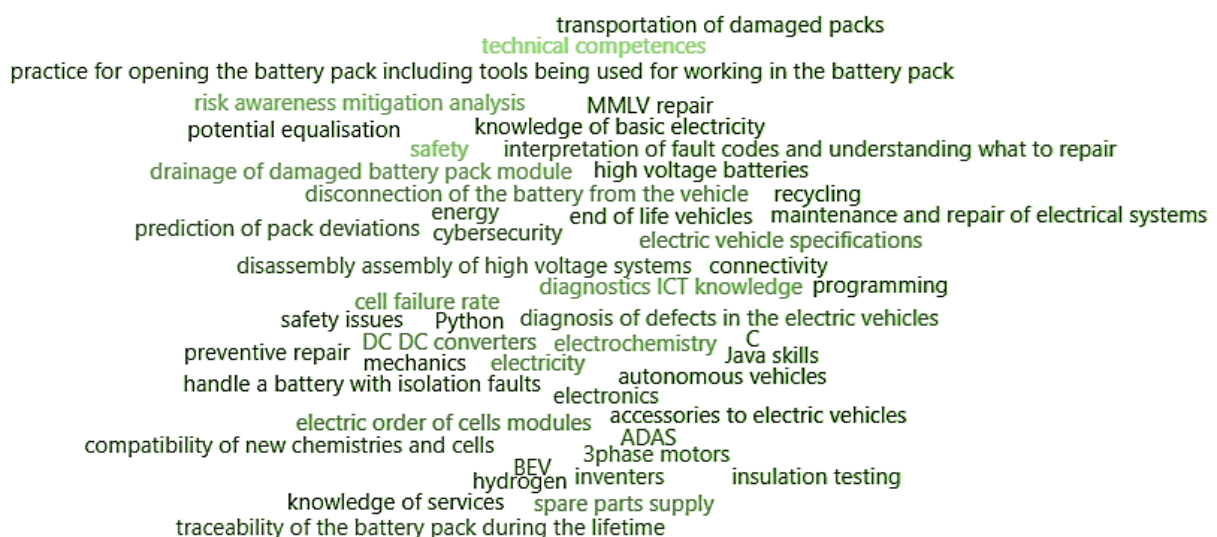 transportation of damaged packs
technical competences
practice for opening the battery pack including tools being used for working in the battery pack
risk awareness mitigation analysis
MMLV repair
potential equalisation
knowledge of basic electricity
safety
interpretation of fault codes and understanding what to repair
drainage of damaged battery pack module
high voltage batteries
disconnection of the battery from the vehicle
recycling
energy
end of life vehicles
maintenance and repair of electrical systems
prediction of pack deviations
cybersecurity
electric vehicle specifications
disassembly assembly of high voltage systems
connectivity
diagnostics ICT knowledge
programming
cell failure rate
safety issues
Python
diagnosis of defects in the electric vehicles
DC DC converters
electrochemistry
C
preventive repair
mechanics
electricity
Java skills
handle a battery with isolation faults
autonomous vehicles
electronics
electric order of cells modules
accessories to electric vehicles
compatibility of new chemistries and cells
ADAS
3phase motors
BEV
hydrogen
inventers
insulation testing
knowledge of services
spare parts supply
traceability of the battery pack during the lifetime